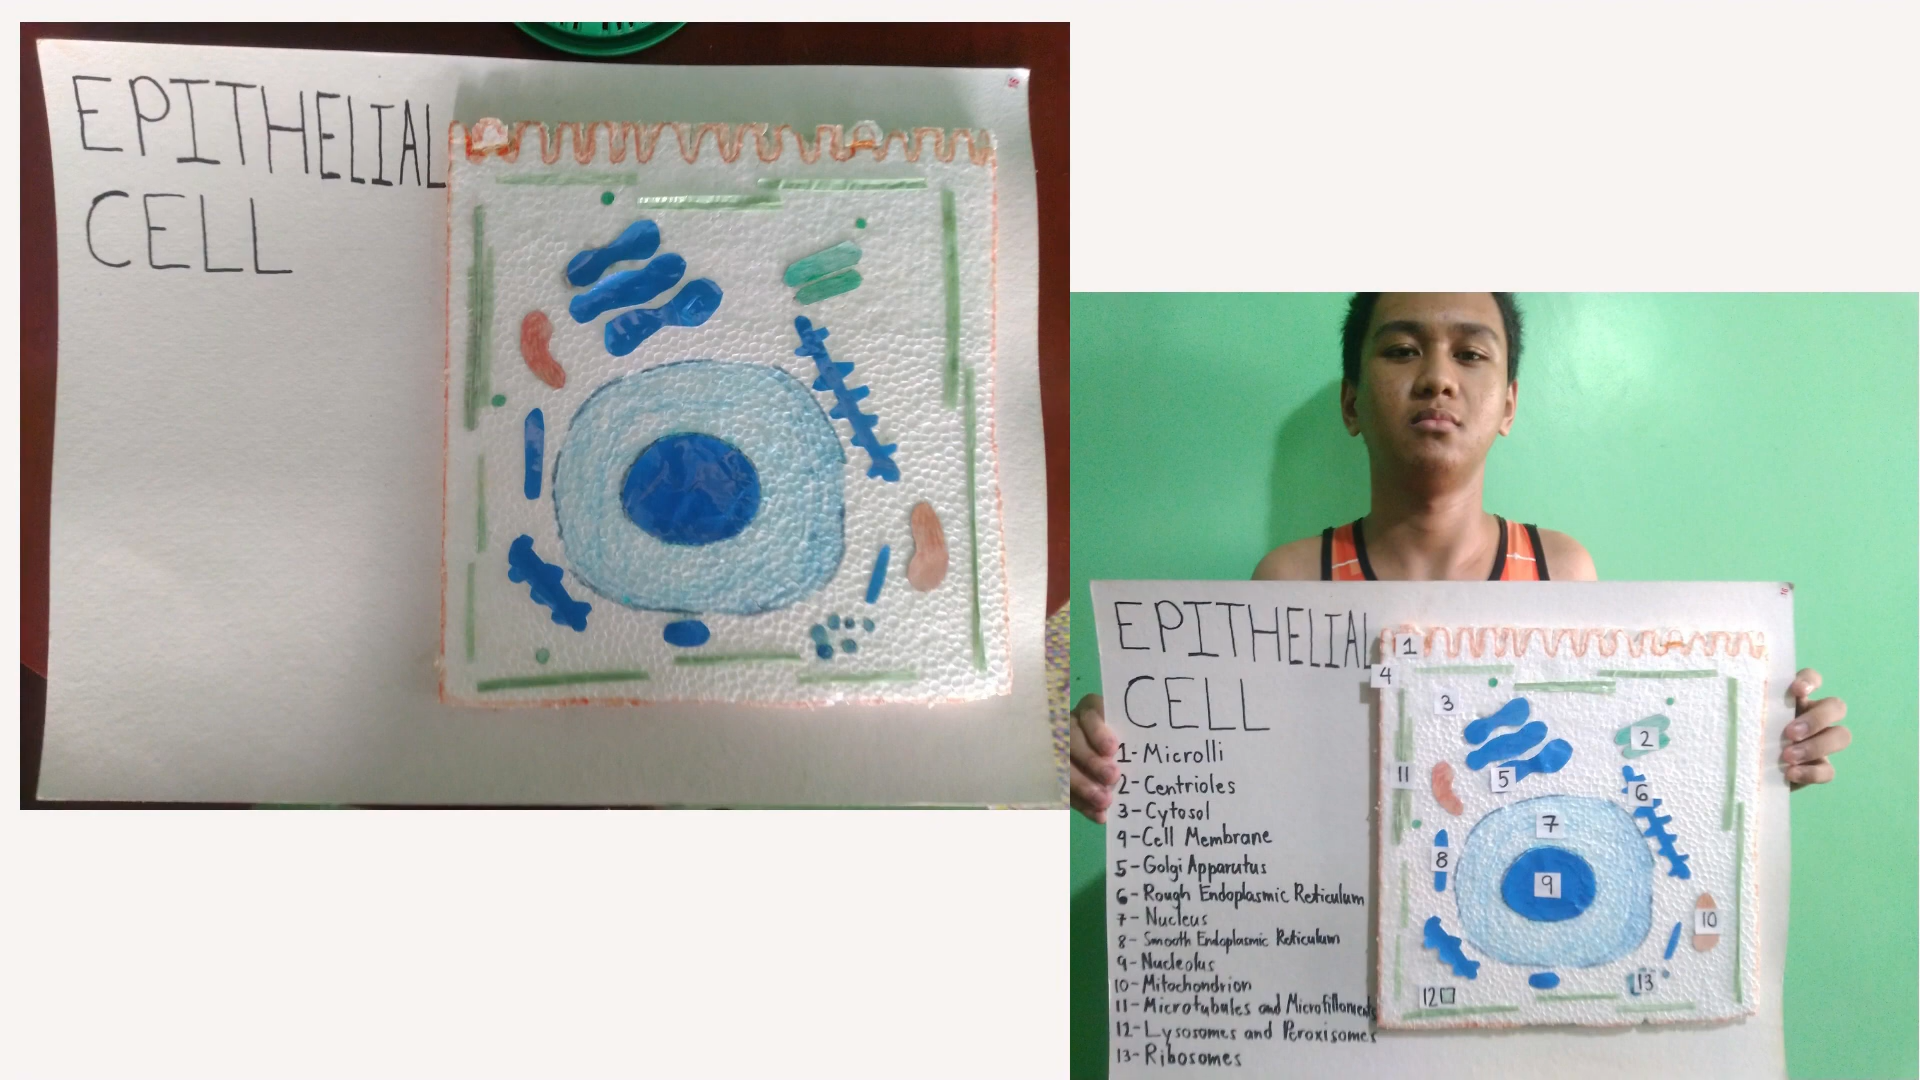 EPITHELIAL
CELL
EPITHELIAL
CELL
1- Microlli
2- Centrioles
3- Cytosol
4- Cell Membrane
5- Golgi Apparutus
6- Rough Endoplasmic Reticulum
7- Nucleus
8- Smooth Endoplasmic Reticulum
9- Nucleolus
10- Mitochondrion
11- Microtubules and Microfillaments
12- Lysosomes and Peroxisomes
13- Ribosomes
1
4
3
2
11
5
6
7
8
9
10
12
13